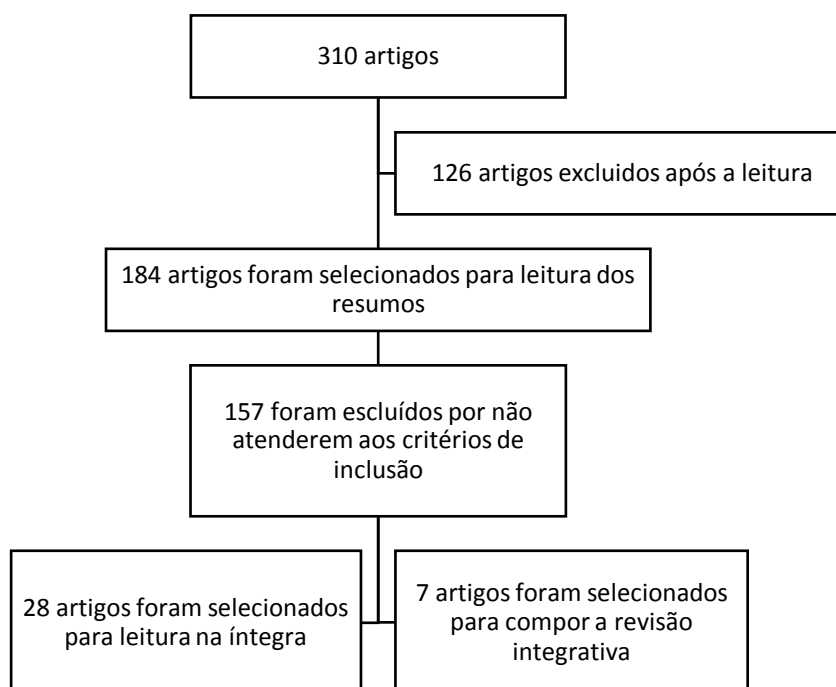 310 artigos
126 artigos excluidos após a leitura
184 artigos foram selecionados para leitura dos
resumos
157 foram escluídos por não
atenderem aos critérios de
inclusão
28 artigos foram selecionados
para leitura na íntegra
7 artigos foram selecionados
para compor a revisão
integrativa